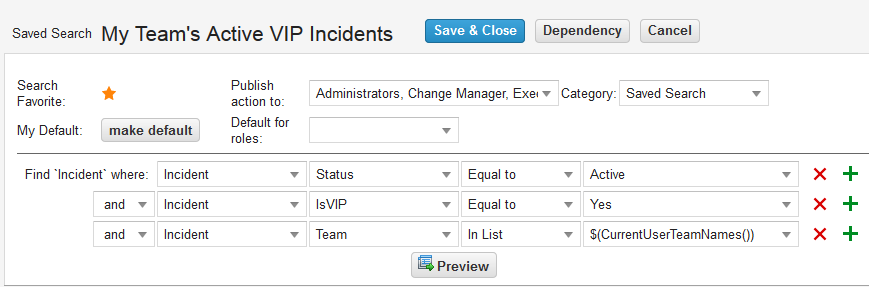 Saved Search My Team's Active VIP Incidents Save & Close Dependency Cancel
Search Favorite: Publish action to: Administrators, Change Manager, Exe Category: Saved Search
My Default: make default Default for roles:
Find `Incident` where: Incident Status Equal to Active
and Incident IsVIP Equal to Yes
and Incident Team In List $(CurrentUserTeamNames())
Preview